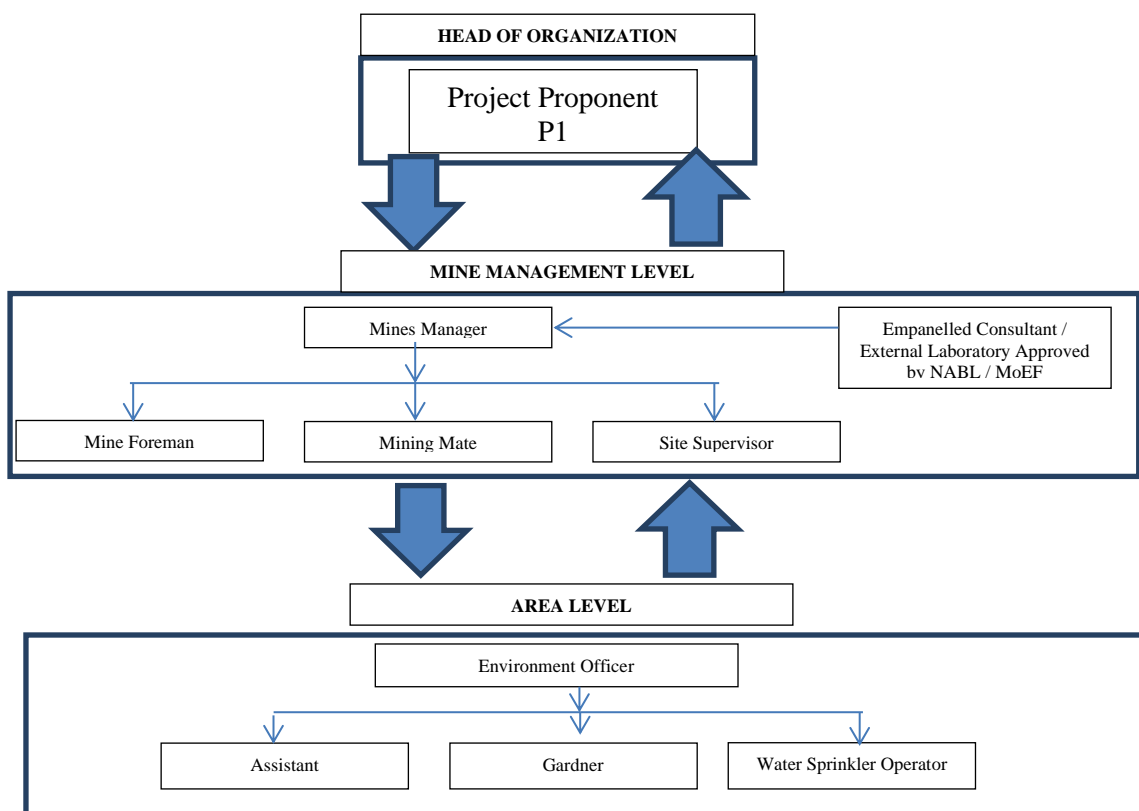 HEAD OF ORGANIZATION
Project Proponent
P1
MINE MANAGEMENT LEVEL
Mines Manager
Empanelled Consultant /
External Laboratory Approved
by NABL / MoEF
Mine Foreman
Mining Mate
Site Supervisor
AREA LEVEL
Environment Officer
Assistant
Gardner
Water Sprinkler Operator